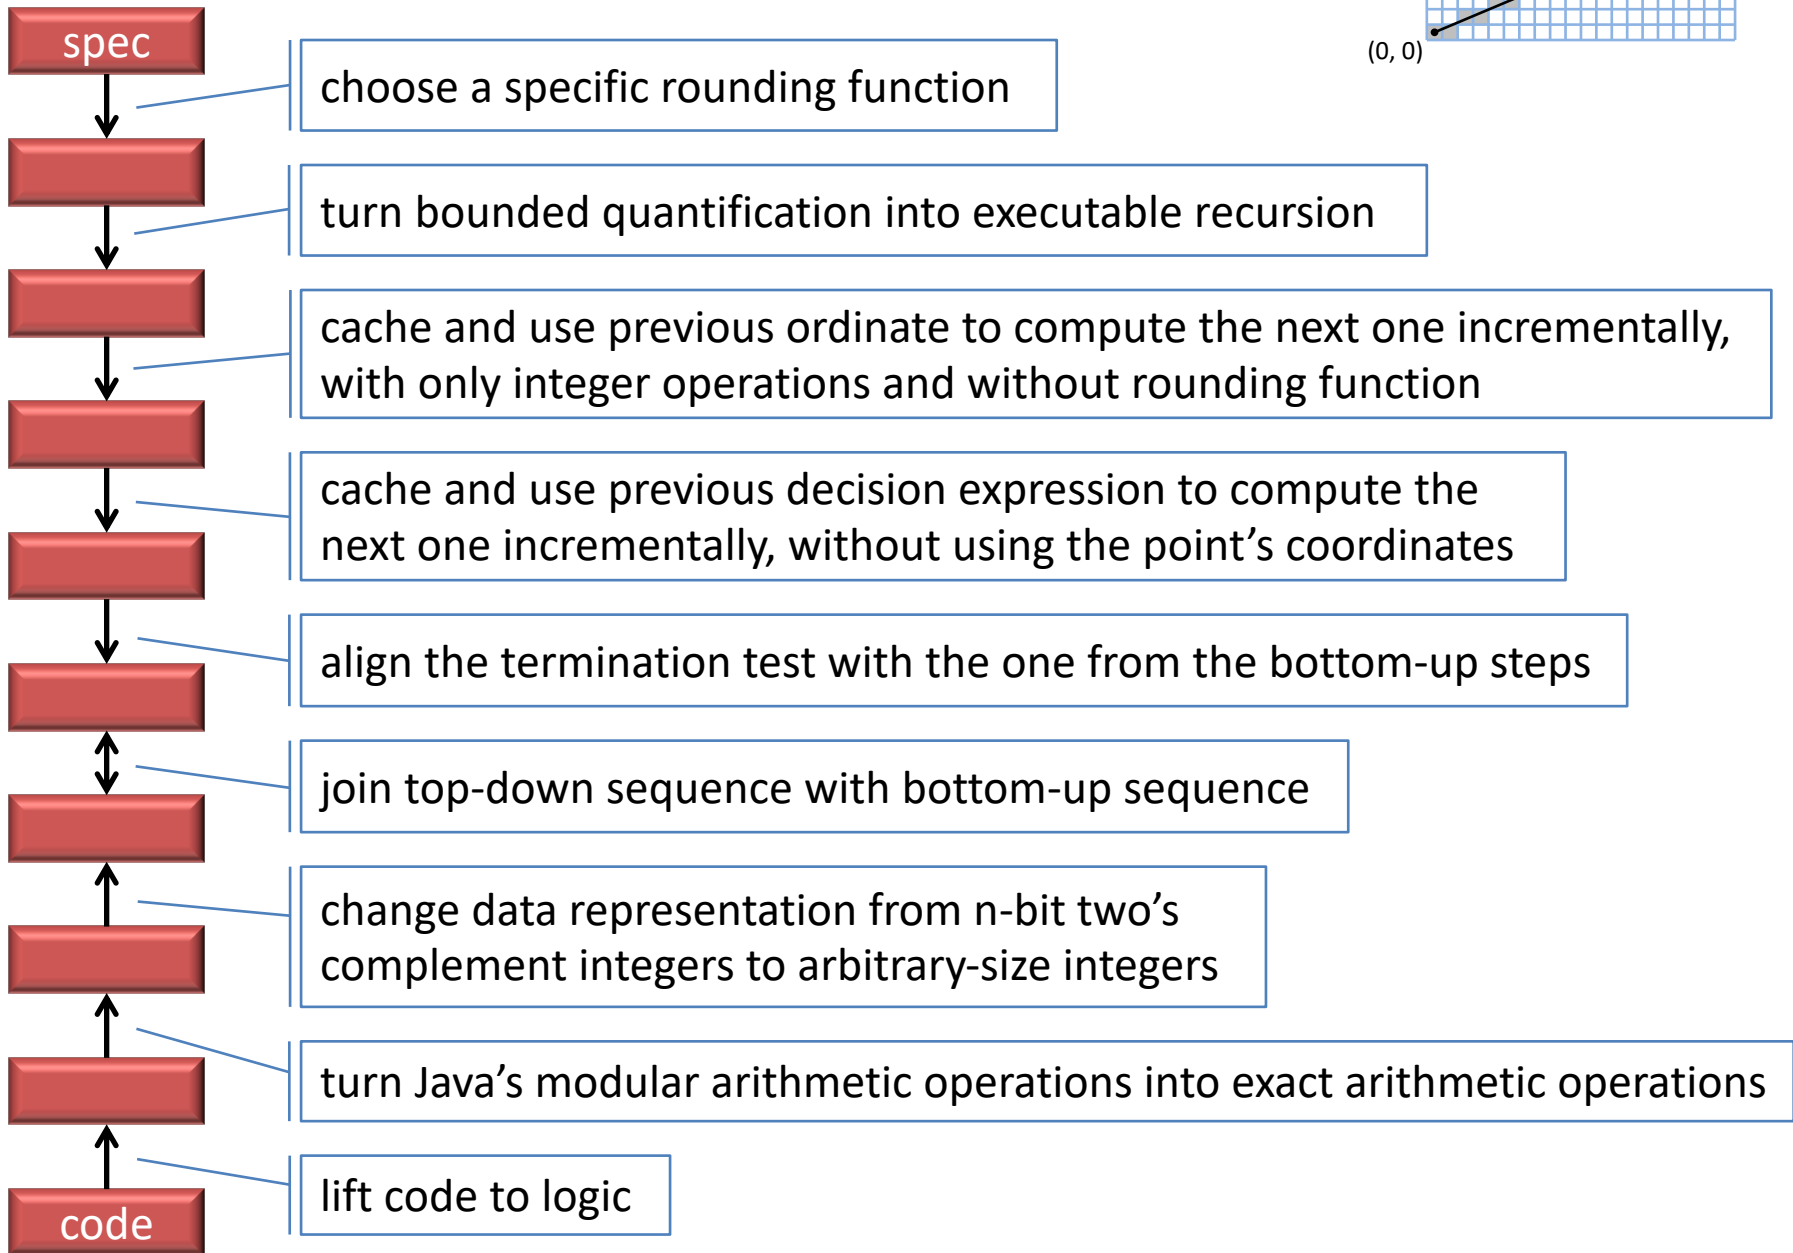 spec
(0, 0)
choose a specific rounding function
turn bounded quantification into executable recursion
cache and use previous ordinate to compute the next one incrementally,
with only integer operations and without rounding function
cache and use previous decision expression to compute the
next one incrementally, without using the point’s coordinates
align the termination test with the one from the bottom-up steps
join top-down sequence with bottom-up sequence
change data representation from n-bit two’s
complement integers to arbitrary-size integers
turn Java’s modular arithmetic operations into exact arithmetic operations
lift code to logic
code